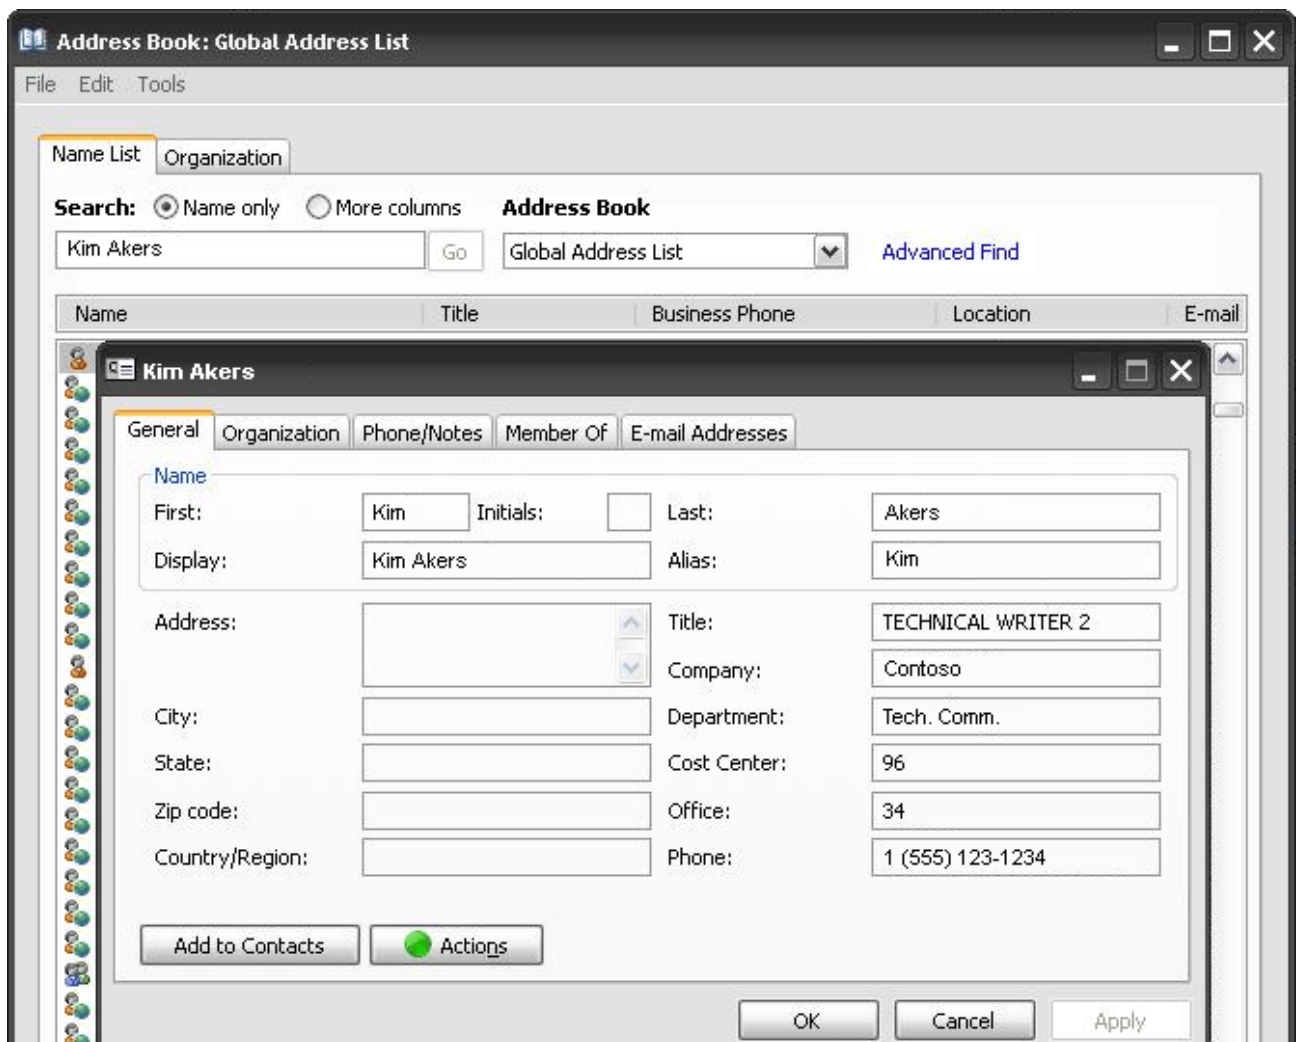 Address Book: Global Address List
File Edit Tools
Name List Organization
Search: Name only More columns Address Book
Kim Akers Go Global Address List Advanced Find
Name Title Business Phone Location E-mail
Kim Akers
General Organization Phone/Notes Member Of E-mail Addresses
Name
First: Kim Initials: Last: Akers
Display: Kim Akers Alias: Kim
Address: Title: TECHNICAL WRITER 2
Company: Contoso
City: Department: Tech. Comm.
State: Cost Center: 96
Zip code: Office: 34
Country/Region: Phone: 1 (555) 123-1234
Add to Contacts Actions
OK Cancel Apply